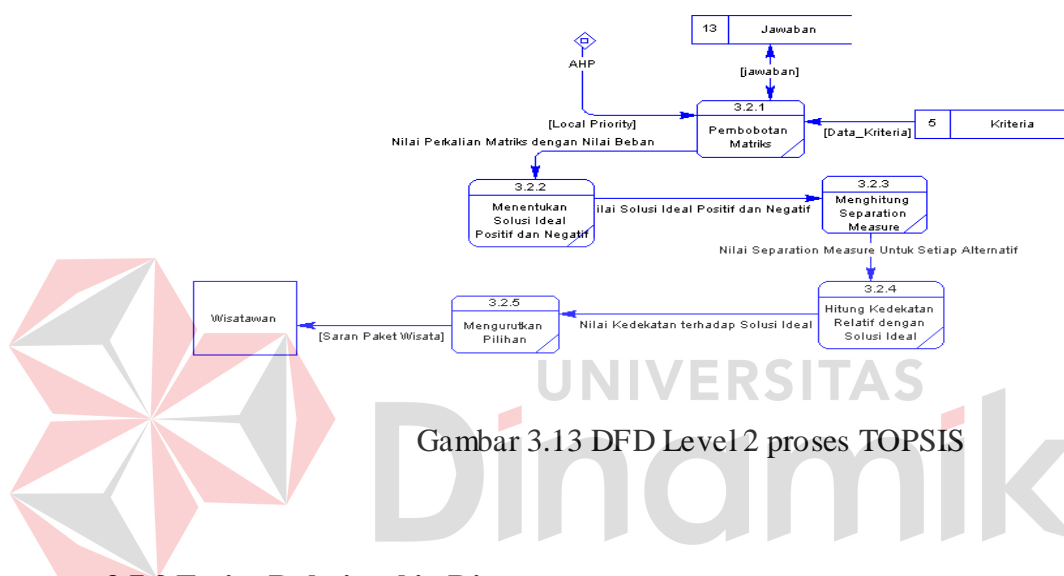 13 Jawaban
AHP
[jawaban]
3.2.1
[Local Priority]
Pembobotan
Matriks
[Data_Kriteria]
5 Kriteria
Nilai Perkalian Matriks dengan Nilai Beban
3.2.2
Menentukan
Solusi Ideal
Positif dan Negatif
ilai Solusi Ideal Positif dan Negatif
3.2.3
Menghitung
Separation
Measure
Nilai Separation Measure Untuk Setiap Alternatif
3.2.4
Hitung Kedekatan
Relatif dengan
Solusi Ideal
Nilai Kedekatan terhadap Solusi Ideal
3.2.5
Mengurutkan
Pilihan
[Saran Paket Wisata]
Wisatawan
UNIVERSITAS
Dinamik
Gambar 3.13 DFD Level 2 proses TOPSIS